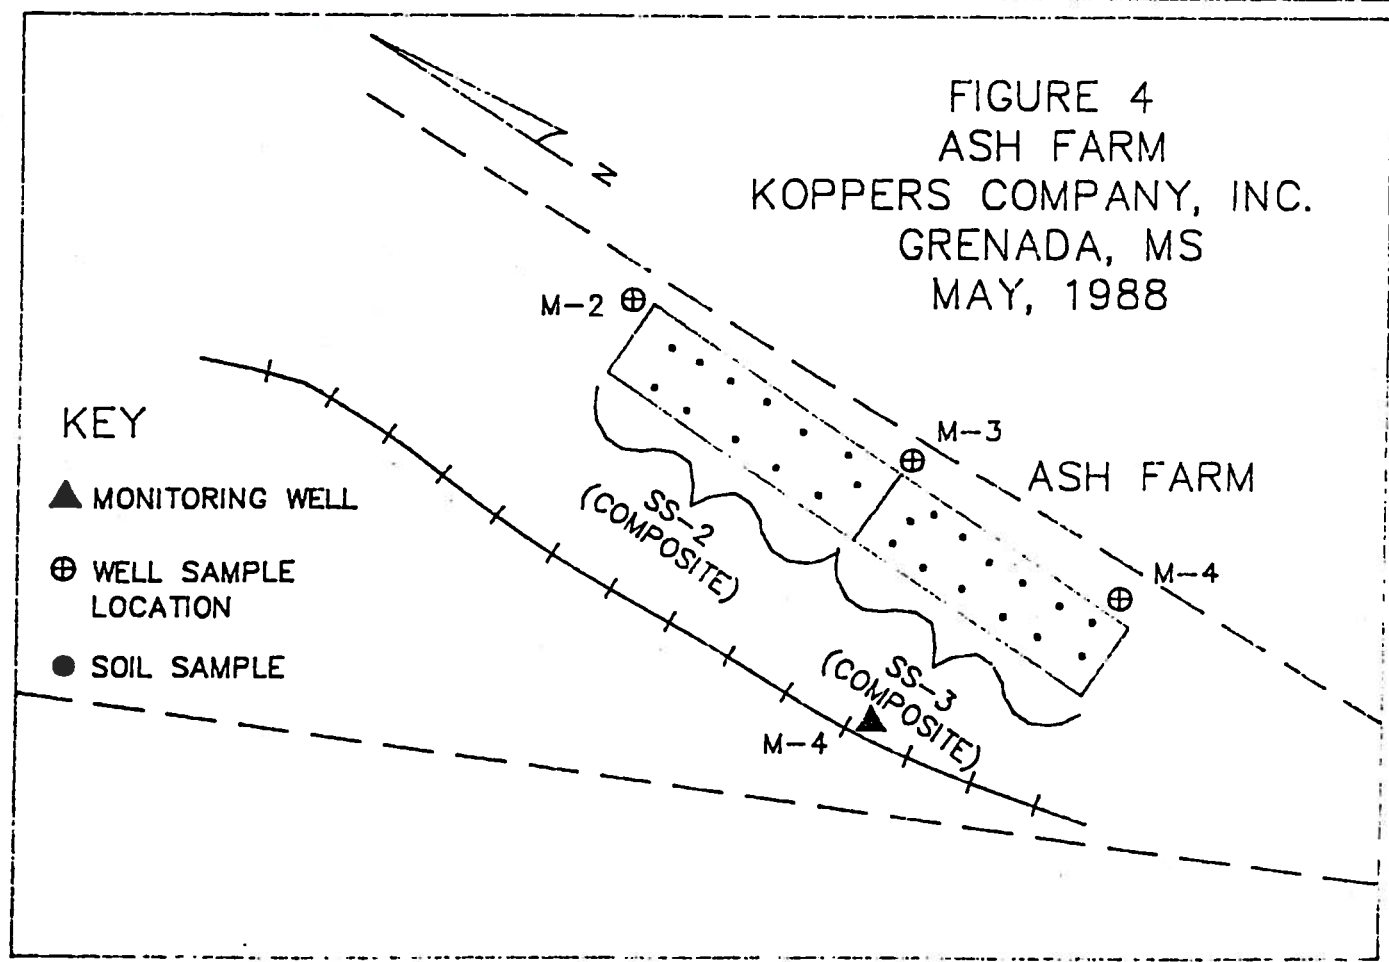 FIGURE 4
ASH FARM
KOPPERS COMPANY, INC.
GRENADA, MS
MAY, 1988
N
M-2
M-3
ASH FARM
M-4
KEY
MONITORING WELL
WELL SAMPLE
LOCATION
SOIL SAMPLE
SS-2
(COMPOSITE)
SS-3
(COMPOSITE)
M-4